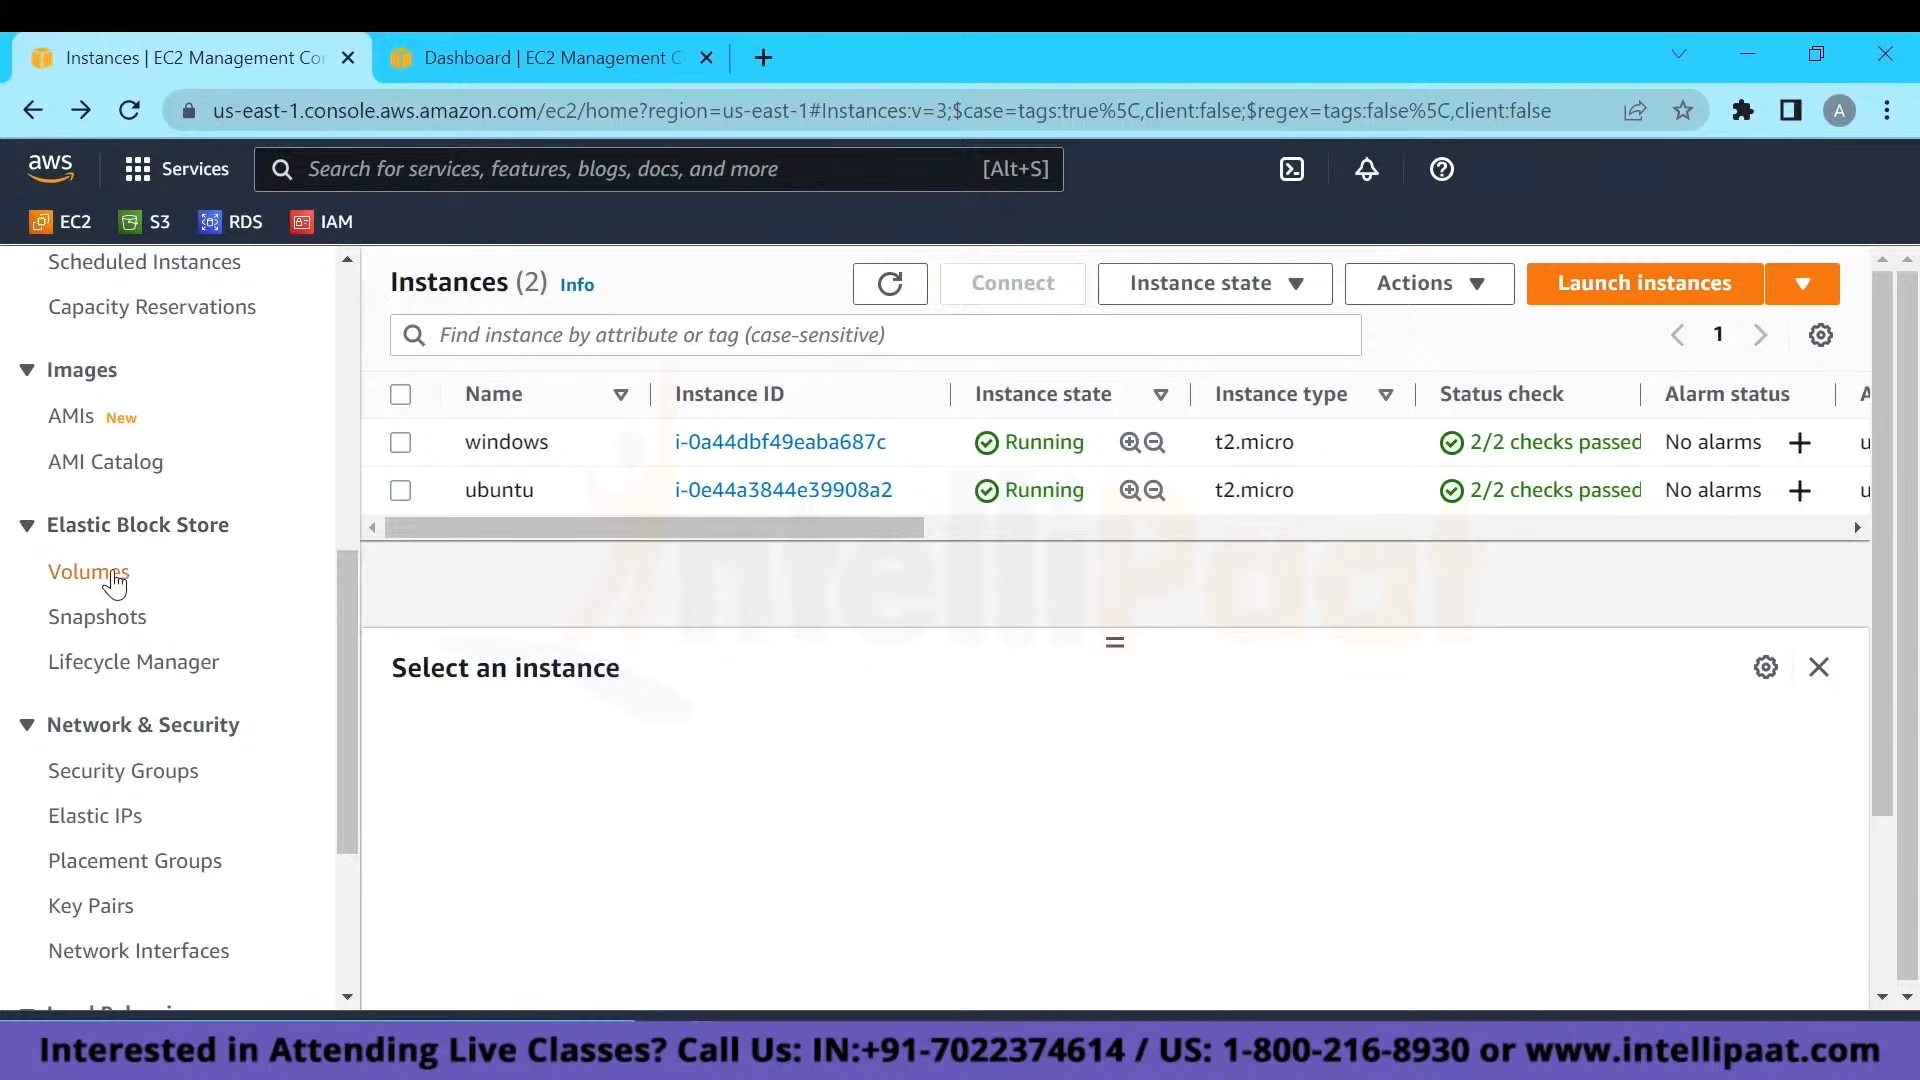 Instances | EC2 Management Cor
Dashboard | EC2 Management C
us-east-1.console.aws.amazon.com/ec2/home?region=us-east-1#Instances:v=3;$case=tags:true%5C,client:false;$regex=tags:false%5C,client:false
A
aws
Services
Search for services, features, blogs, docs, and more
[Alt+S]
EC2
S3
RDS
IAM
Scheduled Instances
Capacity Reservations
Images
AMIs New
AMI Catalog
Elastic Block Store
Volumes
Snapshots
Lifecycle Manager
Network & Security
Security Groups
Elastic IPs
Placement Groups
Key Pairs
Network Interfaces
Instances (2) Info
Connect
Instance state
Actions
Launch instances
Find instance by attribute or tag (case-sensitive)
1
Name Instance ID Instance state Instance type Status check Alarm status A
windows i-0a44dbf49eaba687c Running t2.micro 2/2 checks passed No alarms u
ubuntu i-0e44a3844e39908a2 Running t2.micro 2/2 checks passed No alarms u
IntelliPaat
Select an instance
Interested in Attending Live Classes? Call Us: IN:+91-7022374614 / US: 1-800-216-8930 or www.intellipaat.com